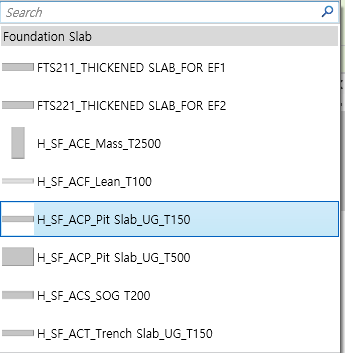 Search
Foundation Slab
FTS211_THICKENED SLAB_FOR EF1
FTS221_THICKENED SLAB_FOR EF2
H_SF_ACE_Mass_T2500
H_SF_ACF_Lean_T100
H_SF_ACP_Pit Slab_UG_T150
H_SF_ACP_Pit Slab_UG_T500
H_SF_ACS_SOG T200
H_SF_ACT_Trench Slab_UG_T150